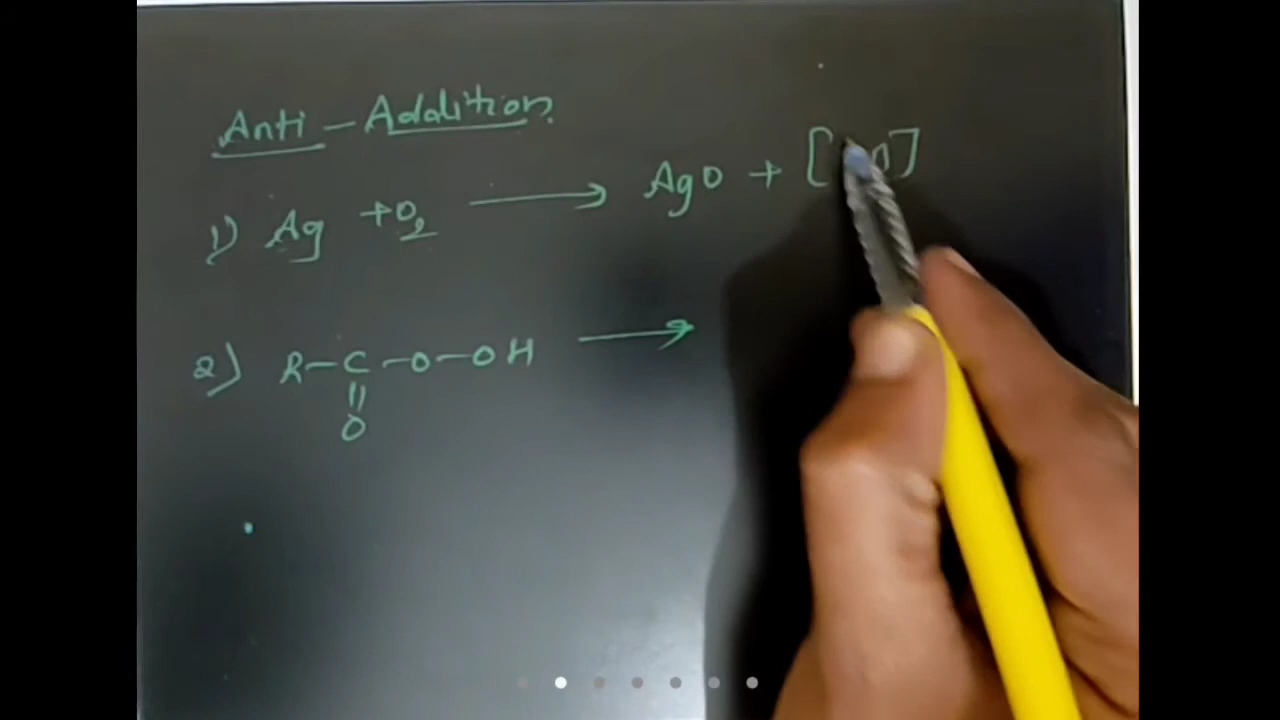 Anti-Addition.
1) Ag + O2 → AgO + [O]
2) R-C-O-OH →
||
O